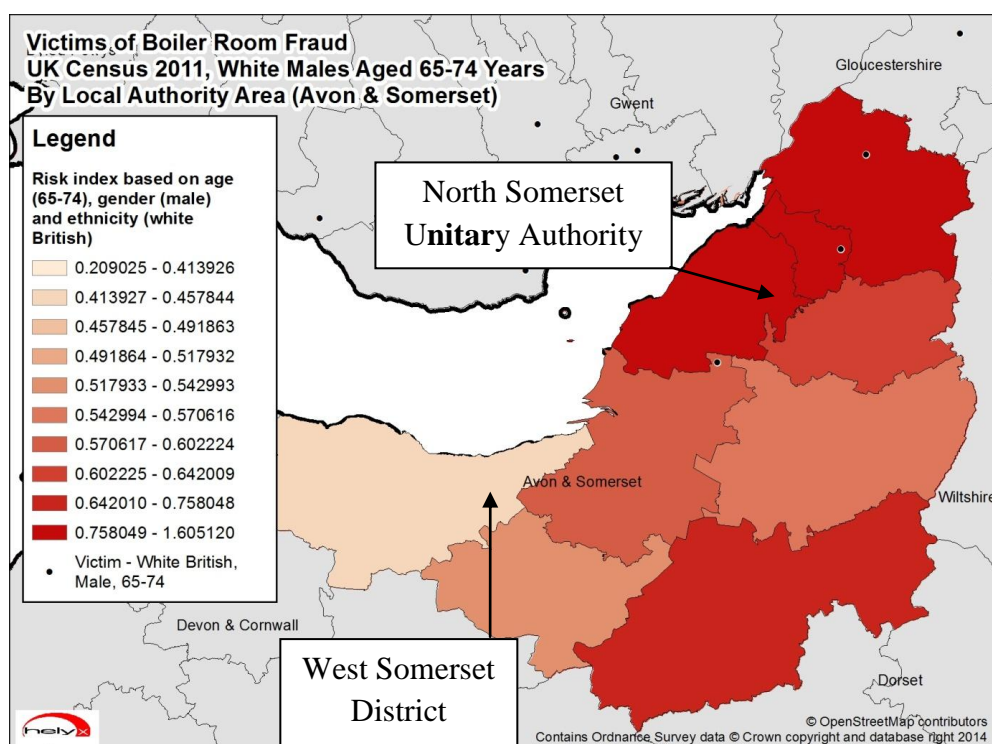 Victims of Boiler Room Fraud
UK Census 2011, White Males Aged 65-74 Years
By Local Authority Area (Avon & Somerset)
Gloucestershire
Gwent
Legend
Risk index based on age
(65-74), gender (male)
and ethnicity (white
British)
0.209025 - 0.413926
0.413927 - 0.457844
0.457845 - 0.491863
0.491864 - 0.517932
0.517933 - 0.542993
0.542994 - 0.570616
0.570617 - 0.602224
0.602225 - 0.642009
0.642010 - 0.758048
0.758049 - 1.605120
Victim - White British,
Male, 65-74
North Somerset
Unitary Authority
Avon & Somerset
Wiltshire
Devon & Cornwall
West Somerset
District
Dorset
helyx
© OpenStreetMap contributors
Contains Ordnance Survey data © Crown copyright and database right 2014